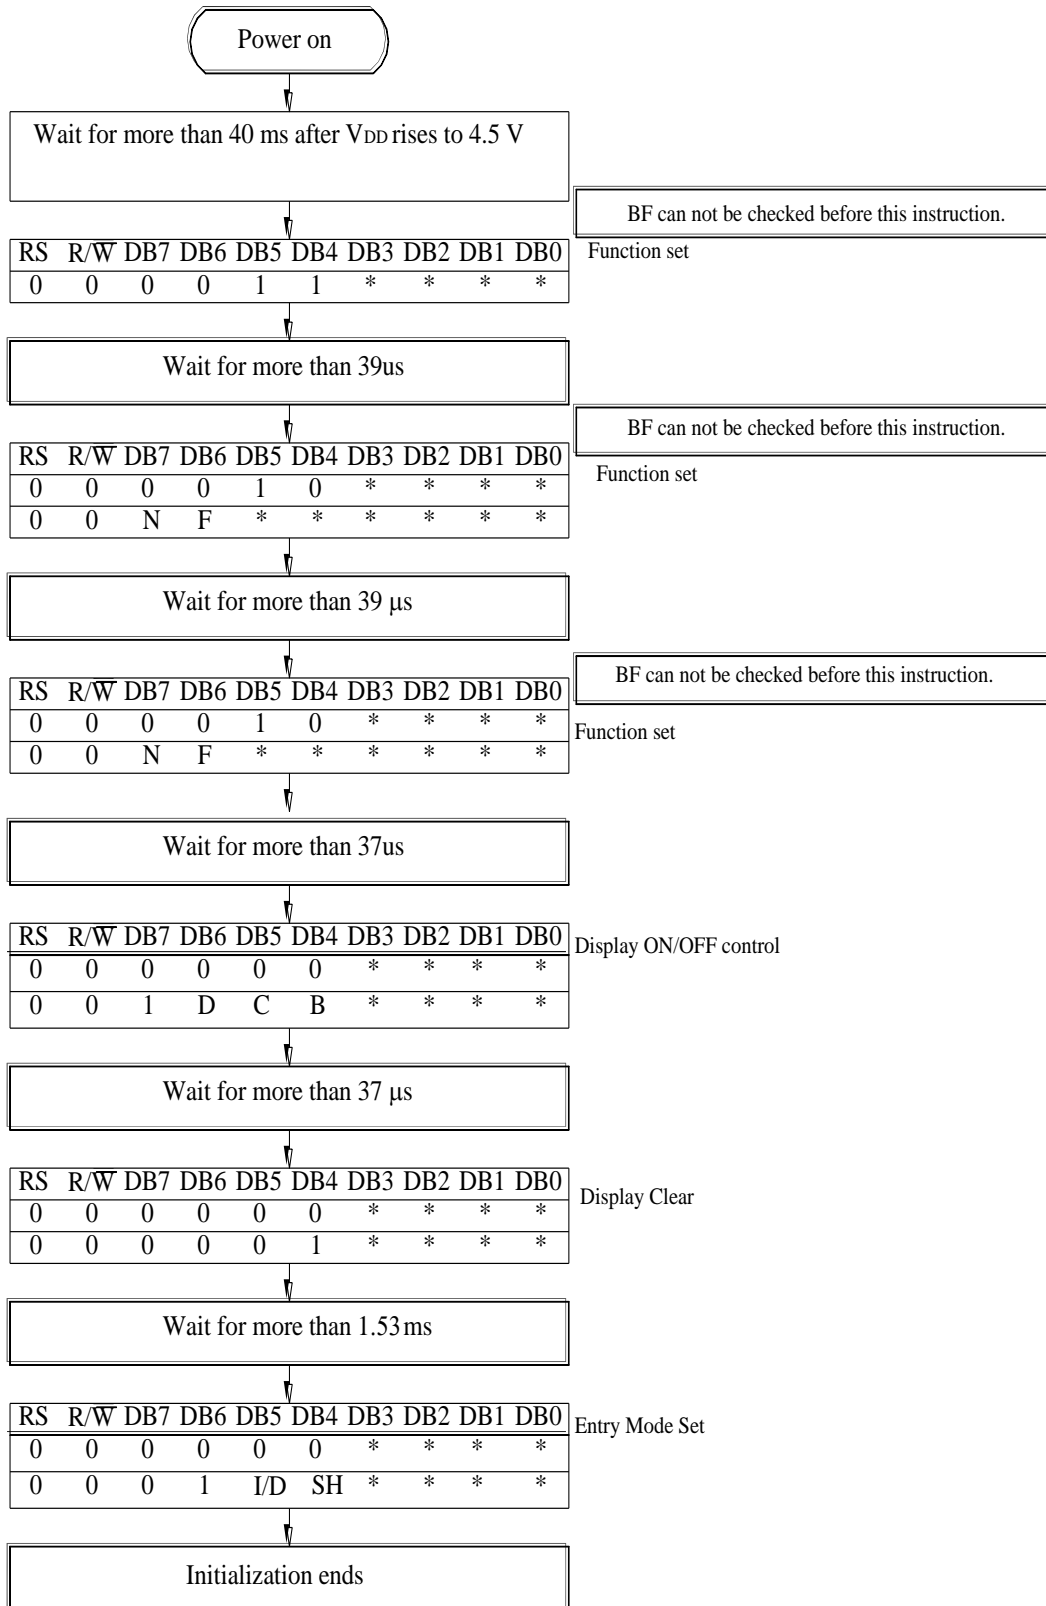 Power on
Wait for more than 40 ms after VDD rises to 4.5 V
BF can not be checked before this instruction.
RS R/W̅ DB7 DB6 DB5 DB4 DB3 DB2 DB1 DB0
Function set
0 0 0 0 1 1 * * * *
Wait for more than 39us
BF can not be checked before this instruction.
RS R/W̅ DB7 DB6 DB5 DB4 DB3 DB2 DB1 DB0
Function set
0 0 0 0 1 0 * * * *
0 0 N F * * * * * *
Wait for more than 39 μs
BF can not be checked before this instruction.
RS R/W̅ DB7 DB6 DB5 DB4 DB3 DB2 DB1 DB0
0 0 0 0 1 0 * * * *
Function set
0 0 N F * * * * * *
Wait for more than 37us
RS R/W̅ DB7 DB6 DB5 DB4 DB3 DB2 DB1 DB0
Display ON/OFF control
0 0 0 0 0 0 * * * *
0 0 1 D C B * * * *
Wait for more than 37 μs
RS R/W̅ DB7 DB6 DB5 DB4 DB3 DB2 DB1 DB0
Display Clear
0 0 0 0 0 0 * * * *
0 0 0 0 0 1 * * * *
Wait for more than 1.53ms
RS R/W̅ DB7 DB6 DB5 DB4 DB3 DB2 DB1 DB0
Entry Mode Set
0 0 0 0 0 0 * * * *
0 0 0 1 I/D SH * * * *
Initialization ends